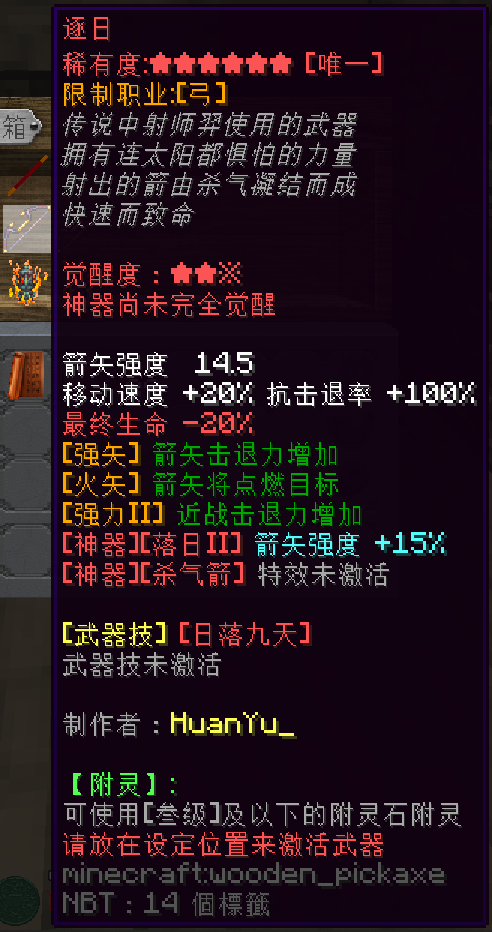 逐日
稀有度:★★★★★★ [唯一]
限制职业:[弓]
传说中射师羿使用的武器
拥有连太阳都惧怕的力量
射出的箭由杀气凝结而成
快速而致命
觉醒度：★★※
神器尚未完全觉醒
箭矢强度 14.5
移动速度 +20% 抗击退率 +100%
最终生命 -20%
[强矢] 箭矢击退力增加
[火矢] 箭矢将点燃目标
[强力II] 近战击退力增加
[神器][落日II] 箭矢强度 +15%
[神器][杀气箭] 特效未激活
[武器技] [日落九天]
武器技未激活
制作者：HuanYu_
【附灵】:
可使用[叁级]及以下的附灵石附灵
请放在设定位置来激活武器
minecraft:wooden_pickaxe
NBT：14 個標籤
箱